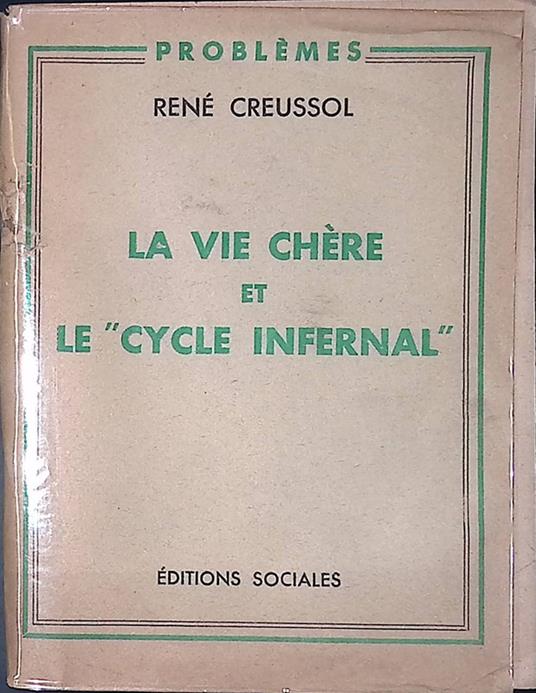 PROBLÈMES
RENÉ CREUSSOL
LA VIE CHÈRE
ET
LE "CYCLE INFERNAL"
ÉDITIONS SOCIALES